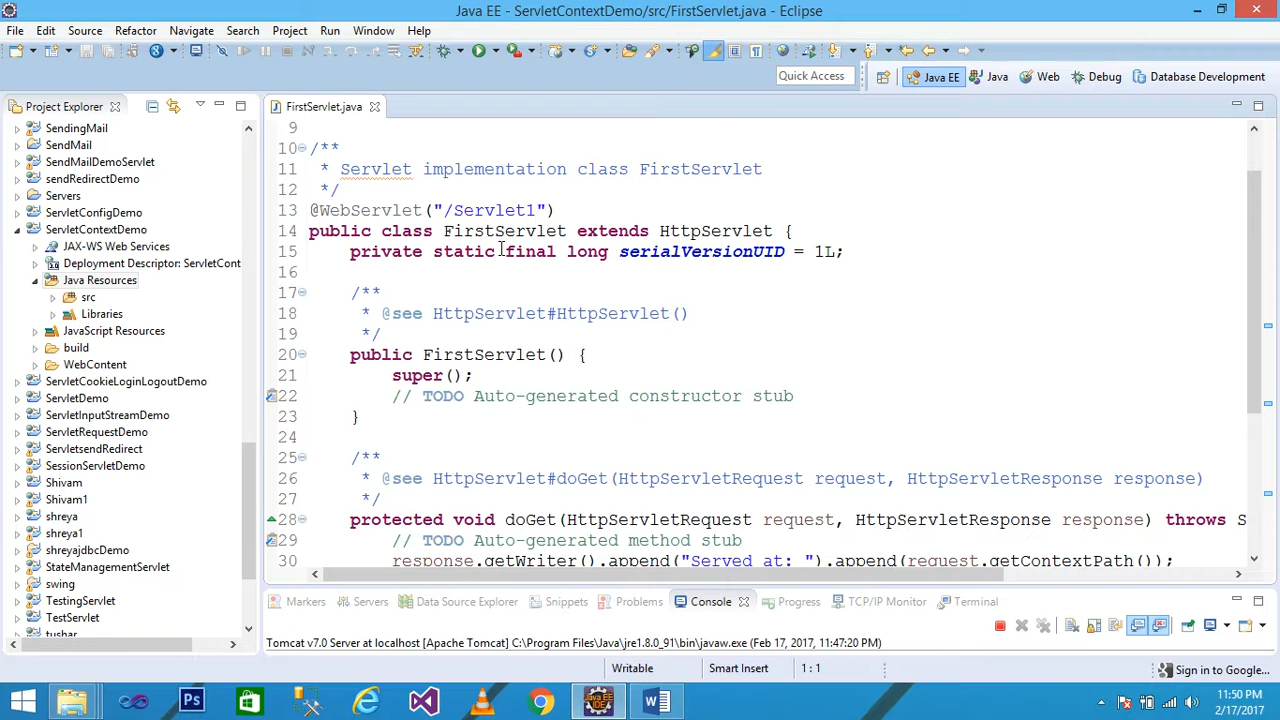 Java EE - ServletContextDemo/src/FirstServlet.java - Eclipse
File Edit Source Refactor Navigate Search Project Run Window Help
Quick Access Java EE Java Web Debug Database Development
Project Explorer
SendingMail
SendMail
SendMailDemoServlet
sendRedirectDemo
Servers
ServletConfigDemo
ServletContextDemo
JAX-WS Web Services
Deployment Descriptor: ServletCont
Java Resources
src
Libraries
JavaScript Resources
build
WebContent
ServletCookieLoginLogoutDemo
ServletDemo
ServletInputStreamDemo
ServletRequestDemo
ServletsendRedirect
SessionServletDemo
Shivam
Shivam1
shreya
shreya1
shreyajdbcDemo
StateManagementServlet
swing
TestingServlet
TestServlet
tushar
FirstServlet.java
9
10 /**
11 * Servlet implementation class FirstServlet
12 */
13 @WebServlet("/Servlet1")
14 public class FirstServlet extends HttpServlet {
15 private static final long serialVersionUID = 1L;
16
17 /**
18 * @see HttpServlet#HttpServlet()
19 */
20 public FirstServlet() {
21 super();
22 // TODO Auto-generated constructor stub
23 }
24
25 /**
26 * @see HttpServlet#doGet(HttpServletRequest request, HttpServletResponse response)
27 */
28 protected void doGet(HttpServletRequest request, HttpServletResponse response) throws S
29 // TODO Auto-generated method stub
30 response.getWriter().append("Served at: ").append(request.getContextPath());
Markers Servers Data Source Explorer Snippets Problems Console Progress TCP/IP Monitor Terminal
Tomcat v7.0 Server at localhost [Apache Tomcat] C:\Program Files\Java\jre1.8.0_91\bin\javaw.exe (Feb 17, 2017, 11:47:20 PM)
Writable Smart Insert 1 : 1 Sign in to Google...
11:50 PM
2/17/2017